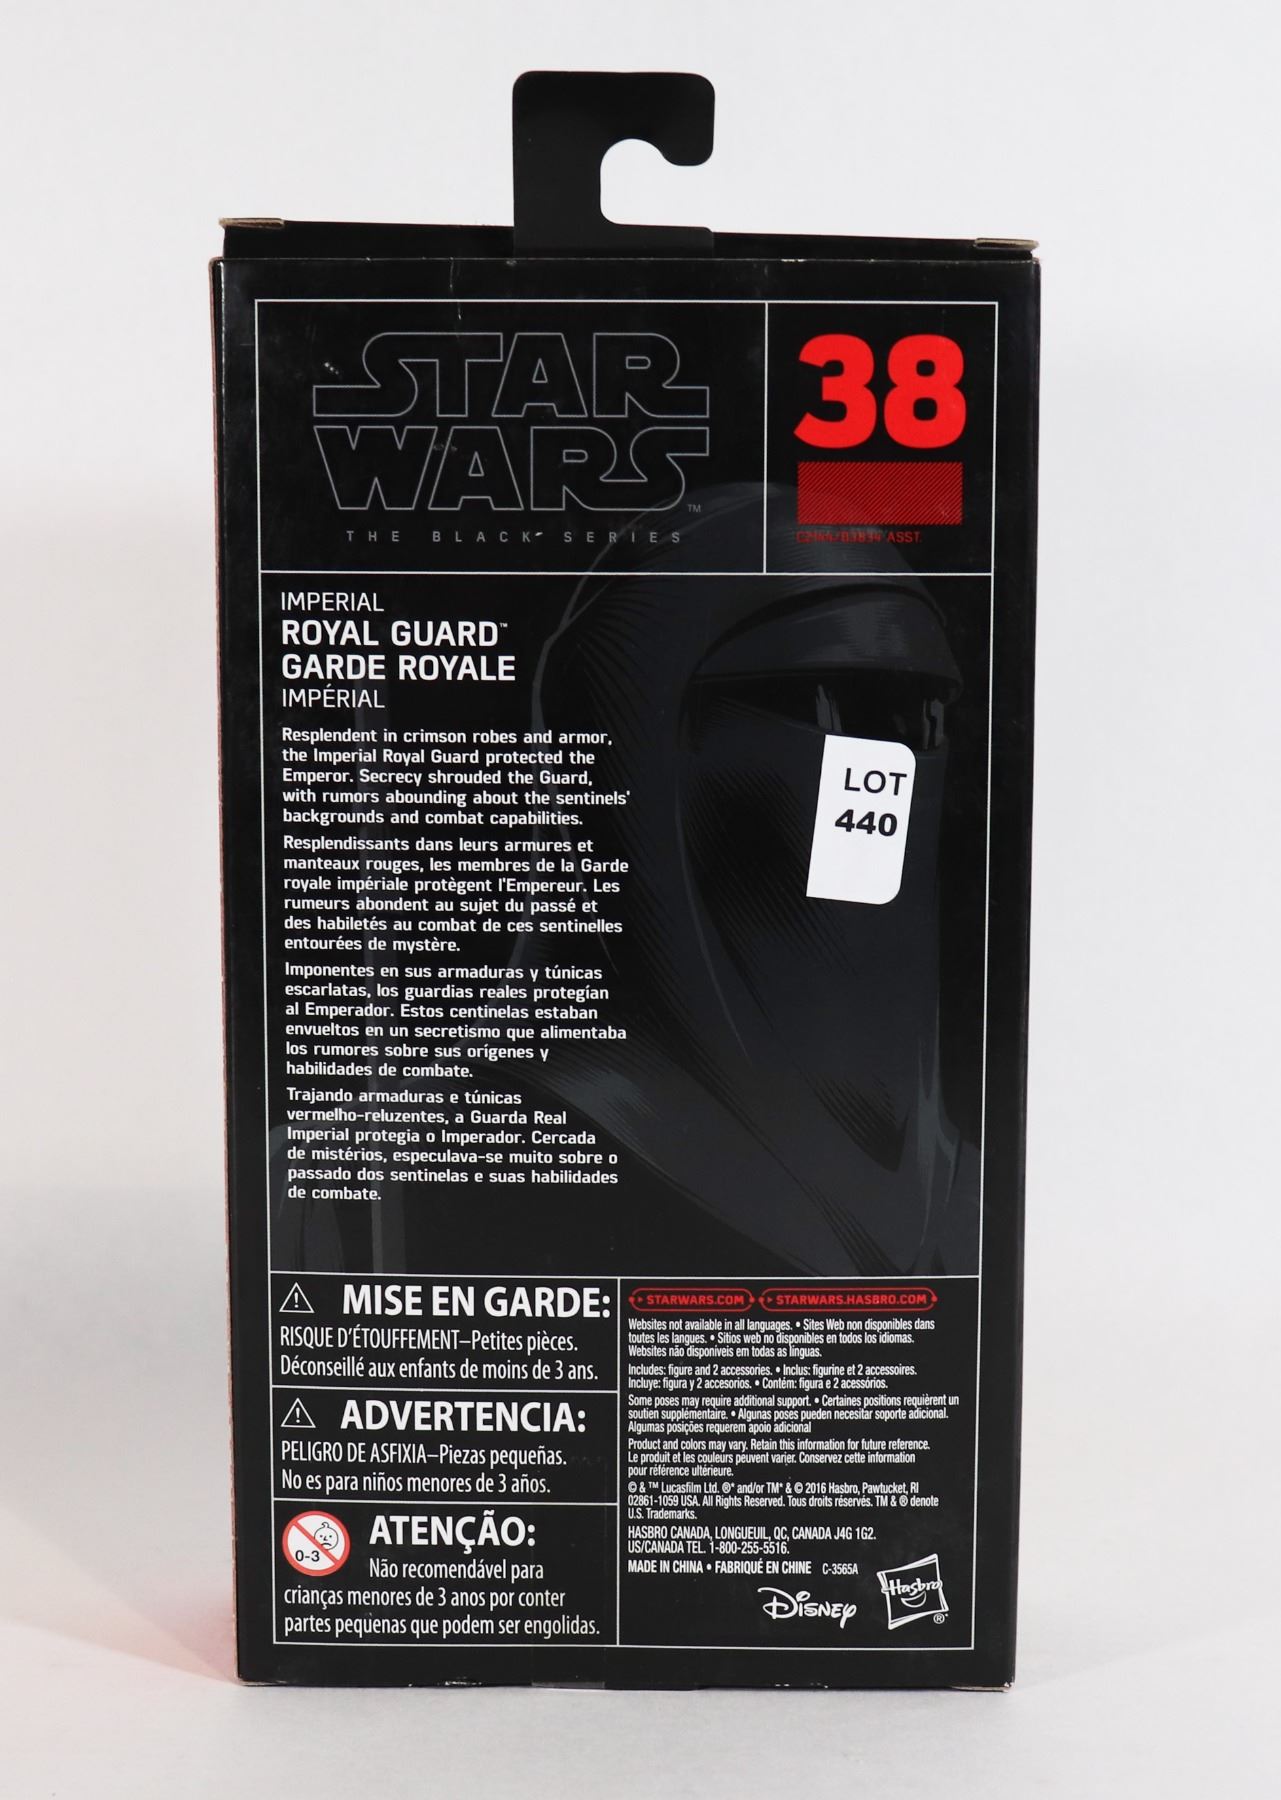 STAR
WARS™
THE BLACK SERIES
38
C2144/B3834 ASST.
IMPERIAL
ROYAL GUARD™
GARDE ROYALE
IMPÉRIAL
Resplendent in crimson robes and armor,
the Imperial Royal Guard protected the
Emperor. Secrecy shrouded the Guard,
with rumors abounding about the sentinels'
backgrounds and combat capabilities.
Resplendissants dans leurs armures et
manteaux rouges, les membres de la Garde
royale impériale protègent l'Empereur. Les
rumeurs abondent au sujet du passé et
des habiletés au combat de ces sentinelles
entourées de mystère.
Imponentes en sus armaduras y túnicas
escarlatas, los guardias reales protegían
al Emperador. Estos centinelas estaban
envueltos en un secretismo que alimentaba
los rumores sobre sus orígenes y
habilidades de combate.
Trajando armaduras e túnicas
vermelho-reluzentes, a Guarda Real
Imperial protegia o Imperador. Cercada
de mistérios, especulava-se muito sobre o
passado dos sentinelas e suas habilidades
de combate.
LOT
440
MISE EN GARDE:
RISQUE D'ÉTOUFFEMENT–Petites pièces.
Déconseillé aux enfants de moins de 3 ans.
ADVERTENCIA:
PELIGRO DE ASFIXIA–Piezas pequeñas.
No es para niños menores de 3 años.
0-3
ATENÇÃO:
Não recomendável para
crianças menores de 3 anos por conter
partes pequenas que podem ser engolidas.
STARWARS.COM • STARWARS.HASBRO.COM
Websites not available in all languages. • Sites Web non disponibles dans
toutes les langues. • Sitios web no disponibles en todos los idiomas.
Websites não disponíveis em todas as línguas.
Includes: figure and 2 accessories. • Inclus: figurine et 2 accessoires.
Incluye: figura y 2 accesorios. • Contém: figura e 2 acessórios.
Some poses may require additional support. • Certaines positions requièrent un
soutien supplémentaire. • Algunas poses pueden necesitar soporte adicional.
Algumas posições requerem apoio adicional
Product and colors may vary. Retain this information for future reference.
Le produit et les couleurs peuvent varier. Conservez cette information
pour référence ultérieure.
© & ™ Lucasfilm Ltd. ®* and/or TM* & © 2016 Hasbro, Pawtucket, RI
02861-1059 USA. All Rights Reserved. Tous droits réservés. TM & ® denote
U.S. Trademarks.
HASBRO CANADA, LONGUEUIL, QC, CANADA J4G 1G2.
US/CANADA TEL. 1-800-255-5516.
MADE IN CHINA • FABRIQUÉ EN CHINE C-3565A
Disney
Hasbro
®